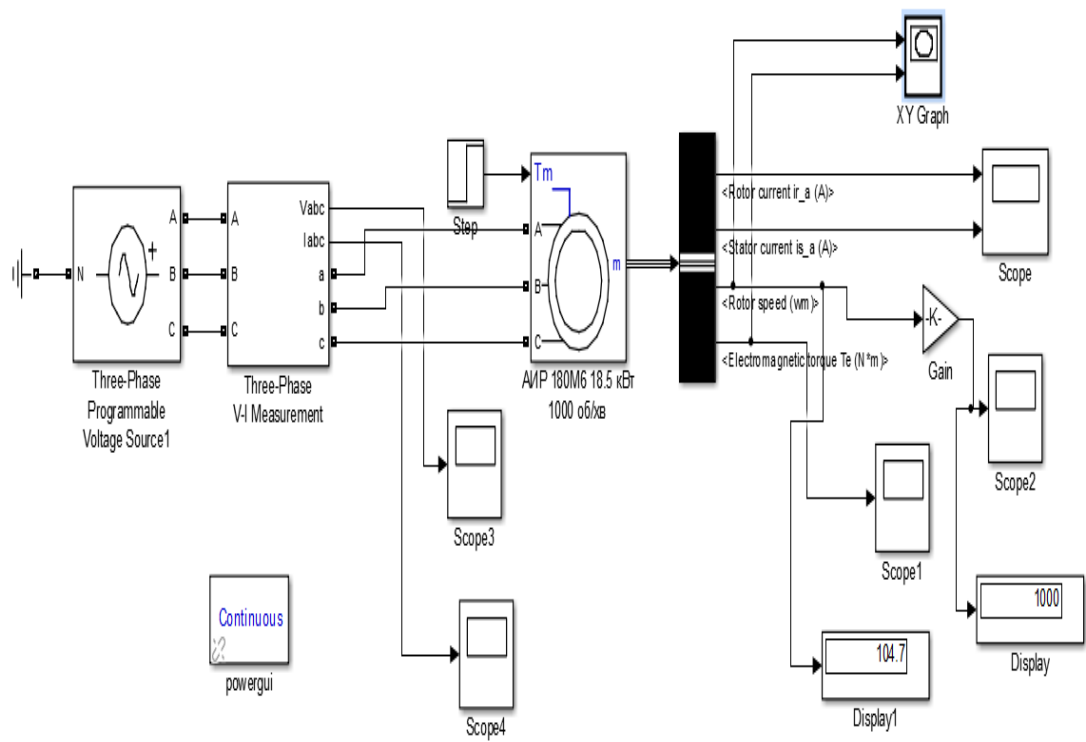 XY Graph
Tm
Step
<Rotor current ir_a (A)>
Scope
Vabc
A
A
Iabc
A
<Stator current is_a (A)>
+
N
B
B
a
B
m
<Rotor speed (wm)>
b
-K-
C
C
c
C
<Electromagnetic torque Te (N*m)>
Gain
Three-Phase
Programmable
Voltage Source1
Three-Phase
V-I Measurement
АИР 180М6 18.5 кВт
1000 об/хв
Scope2
Scope3
Scope1
Continuous
powergui
1000
Display
104.7
Display1
Scope4